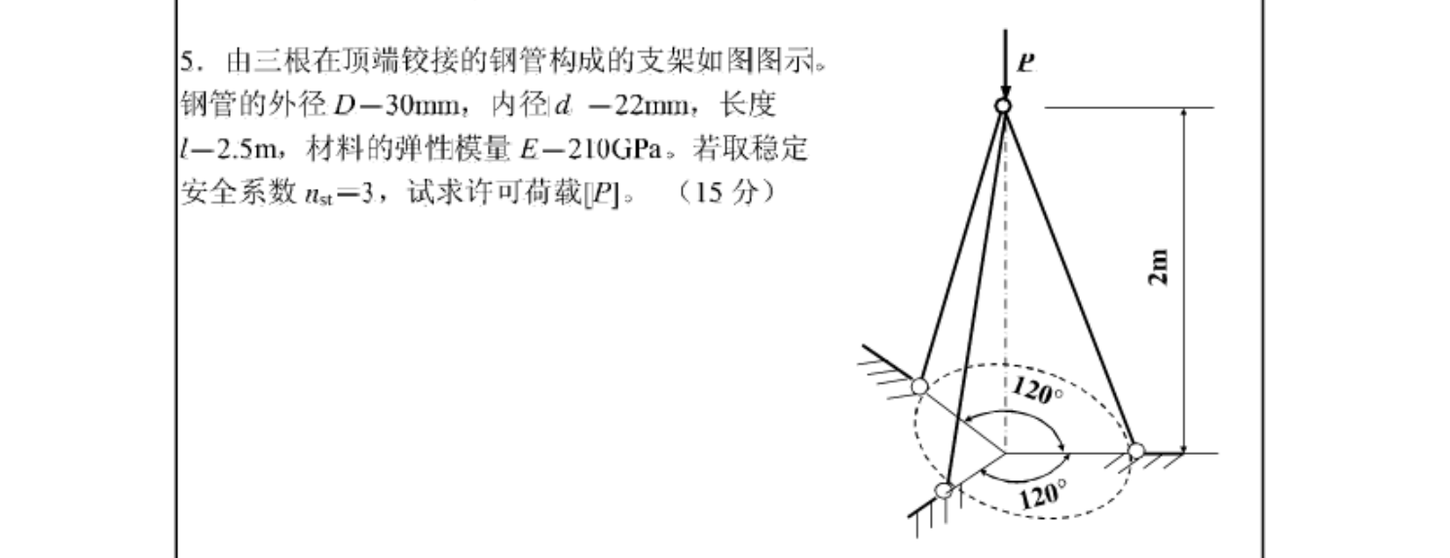 5．由三根在顶端铰接的钢管构成的支架如图图示。
钢管的外径 D＝30mm，内径 d ＝22mm，长度
l＝2.5m，材料的弹性模量 E＝210GPa。若取稳定
安全系数 nst＝3，试求许可荷载[P]。（15 分）
P
2m
120°
120°